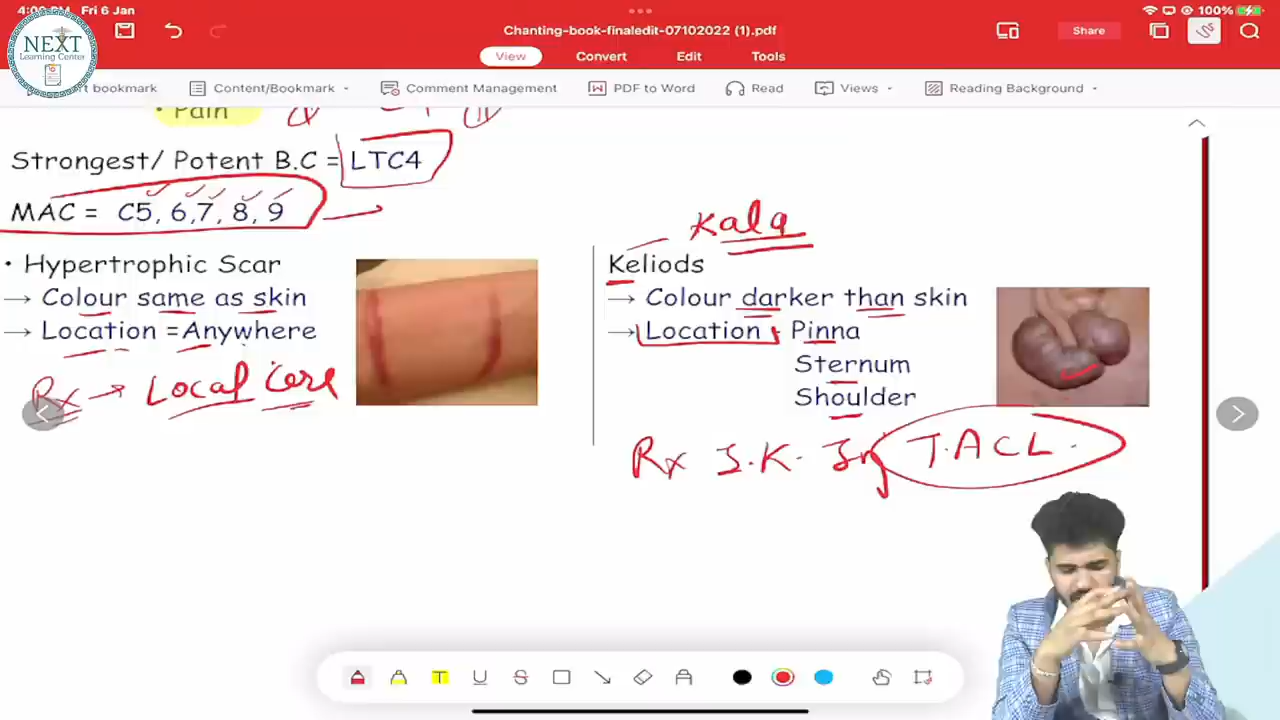 4:00 PM Fri 6 Jan
100%
NEXT
Learning Center
Chanting-book-finaledit-07102022 (1).pdf
Share
View
Convert
Edit
Tools
bookmark
Content/Bookmark
Comment Management
PDF to Word
Read
Views
Reading Background
• Pain
Strongest/ Potent B.C = LTC4
MAC = C5, 6,7, 8, 9
• Hypertrophic Scar
→ Colour same as skin
→ Location =Anywhere
Rx → Local Care
Kala
Keliods
→ Colour darker than skin
→ Location - Pinna
Sternum
Shoulder
Rx I.K. Inj T.A C L.
T
U
S